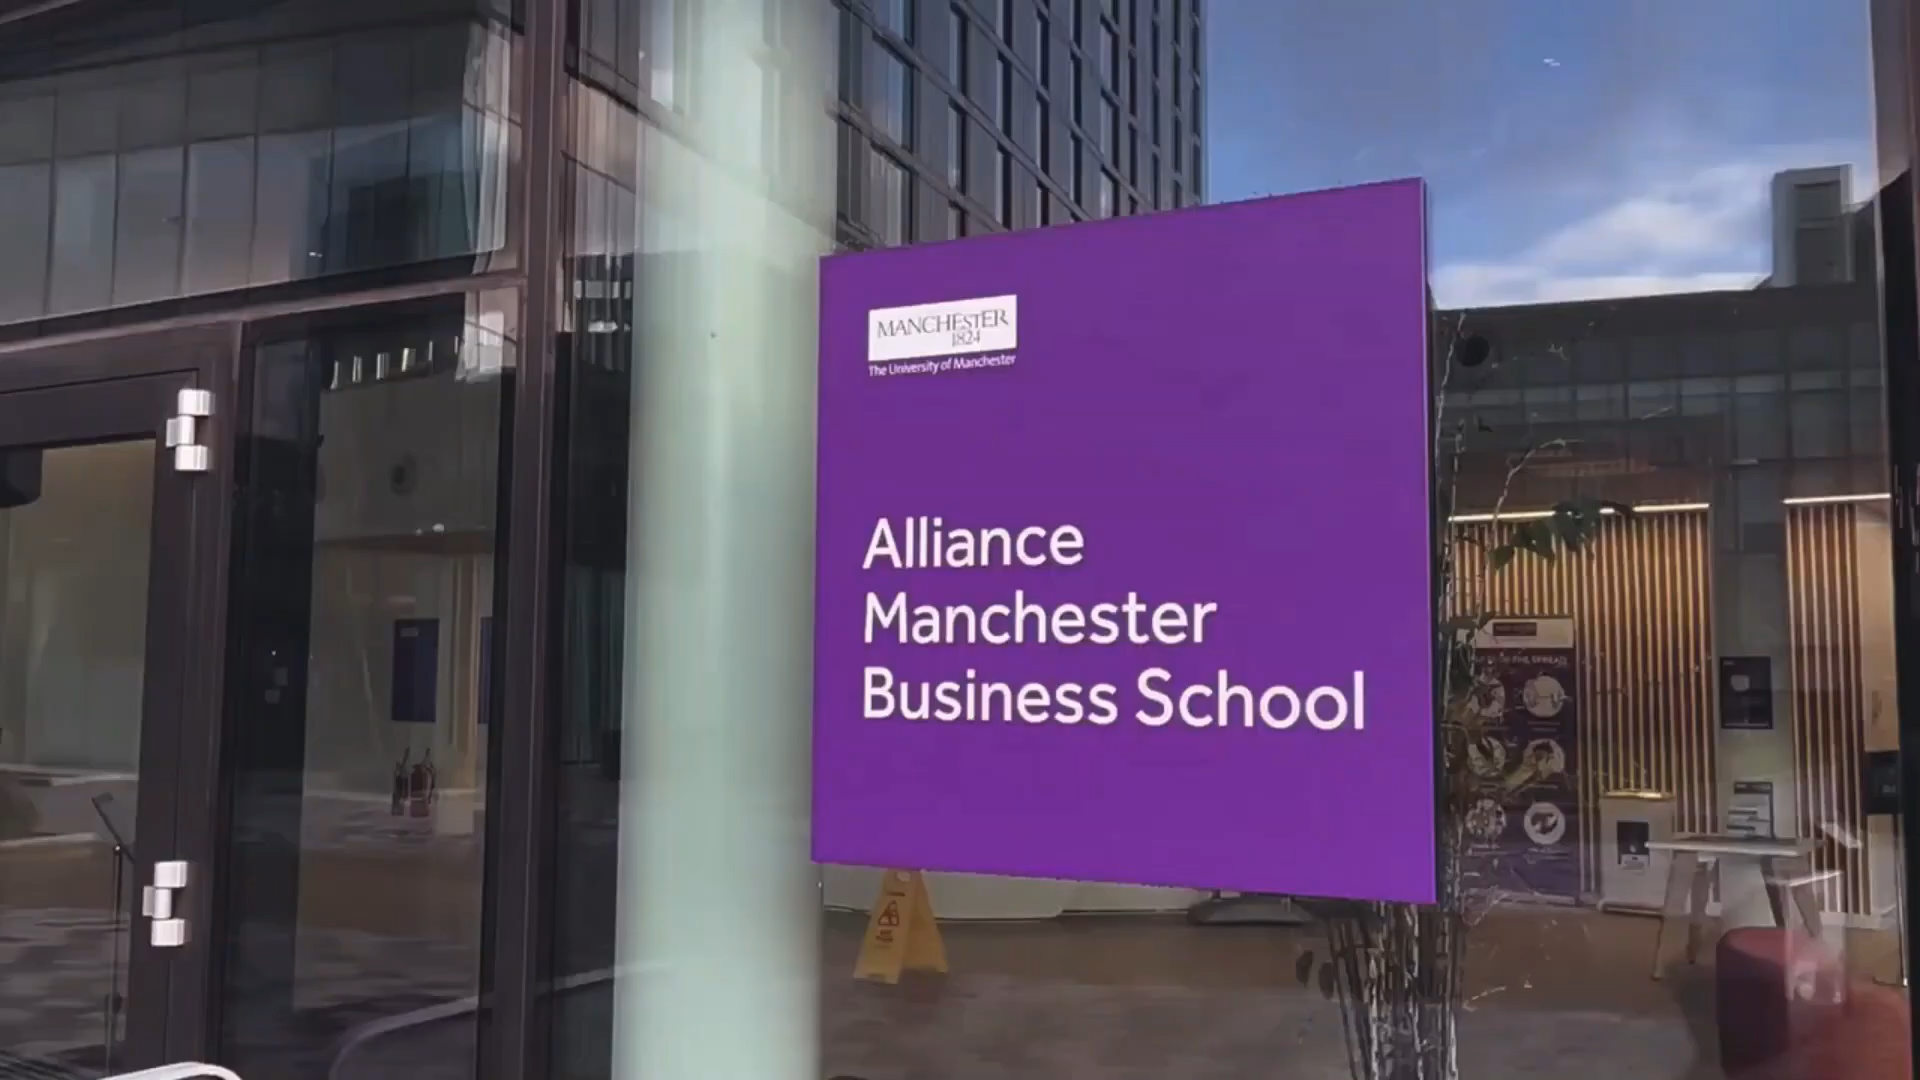 MANCHESTER
1824
The University of Manchester
Alliance
Manchester
Business School